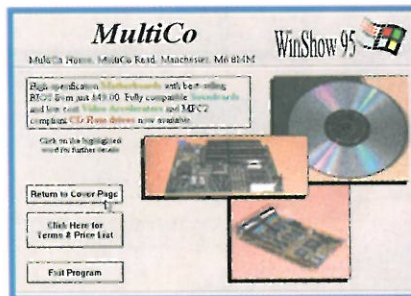 MultiCo
WinShow 95
MultiCo House, MultiCo Road, Manchester, M6 8MM
High specification Motherboards with best-selling
BIOS from just £49.00. Fully compatible Soundcards
and low cost Video Accelerators and MPC2
compliant CD Rom drives now available.
Click on the highlighted
word for further details
Return to Cover Page
Click Here for
Terms & Price List
Exit Program